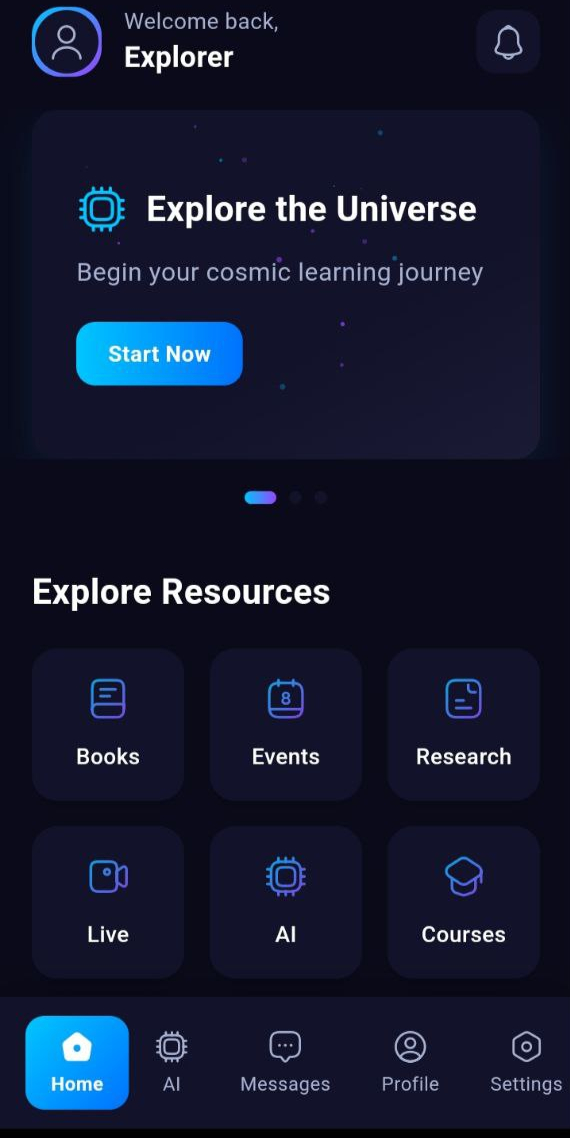 Welcome back,
Explorer
Explore the Universe
Begin your cosmic learning journey
Start Now
Explore Resources
Books
8
Events
Research
Live
AI
Courses
Home
AI
Messages
Profile
Settings